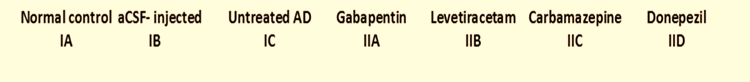 Normal control aCSF- injected Untreated AD Gabapentin Levetiracetam Carbamazepine Donepezil
IA IB IC IIA IIB IIC IID